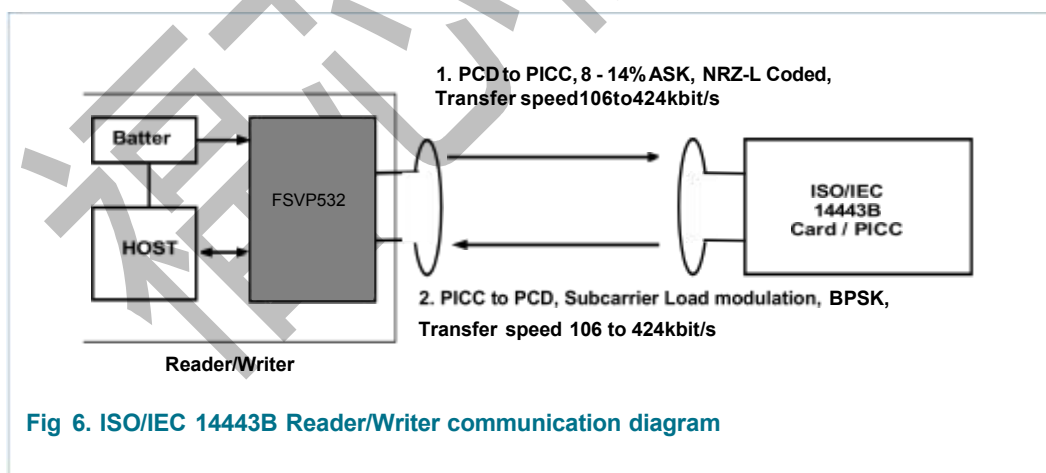 1. PCD to PICC, 8 - 14% ASK, NRZ-L Coded,
Transfer speed106to424kbit/s
Batter
FSVP532
HOST
ISO/IEC
14443B
Card / PICC
2. PICC to PCD, Subcarrier Load modulation, BPSK,
Transfer speed 106 to 424kbit/s
Reader/Writer
Fig 6. ISO/IEC 14443B Reader/Writer communication diagram